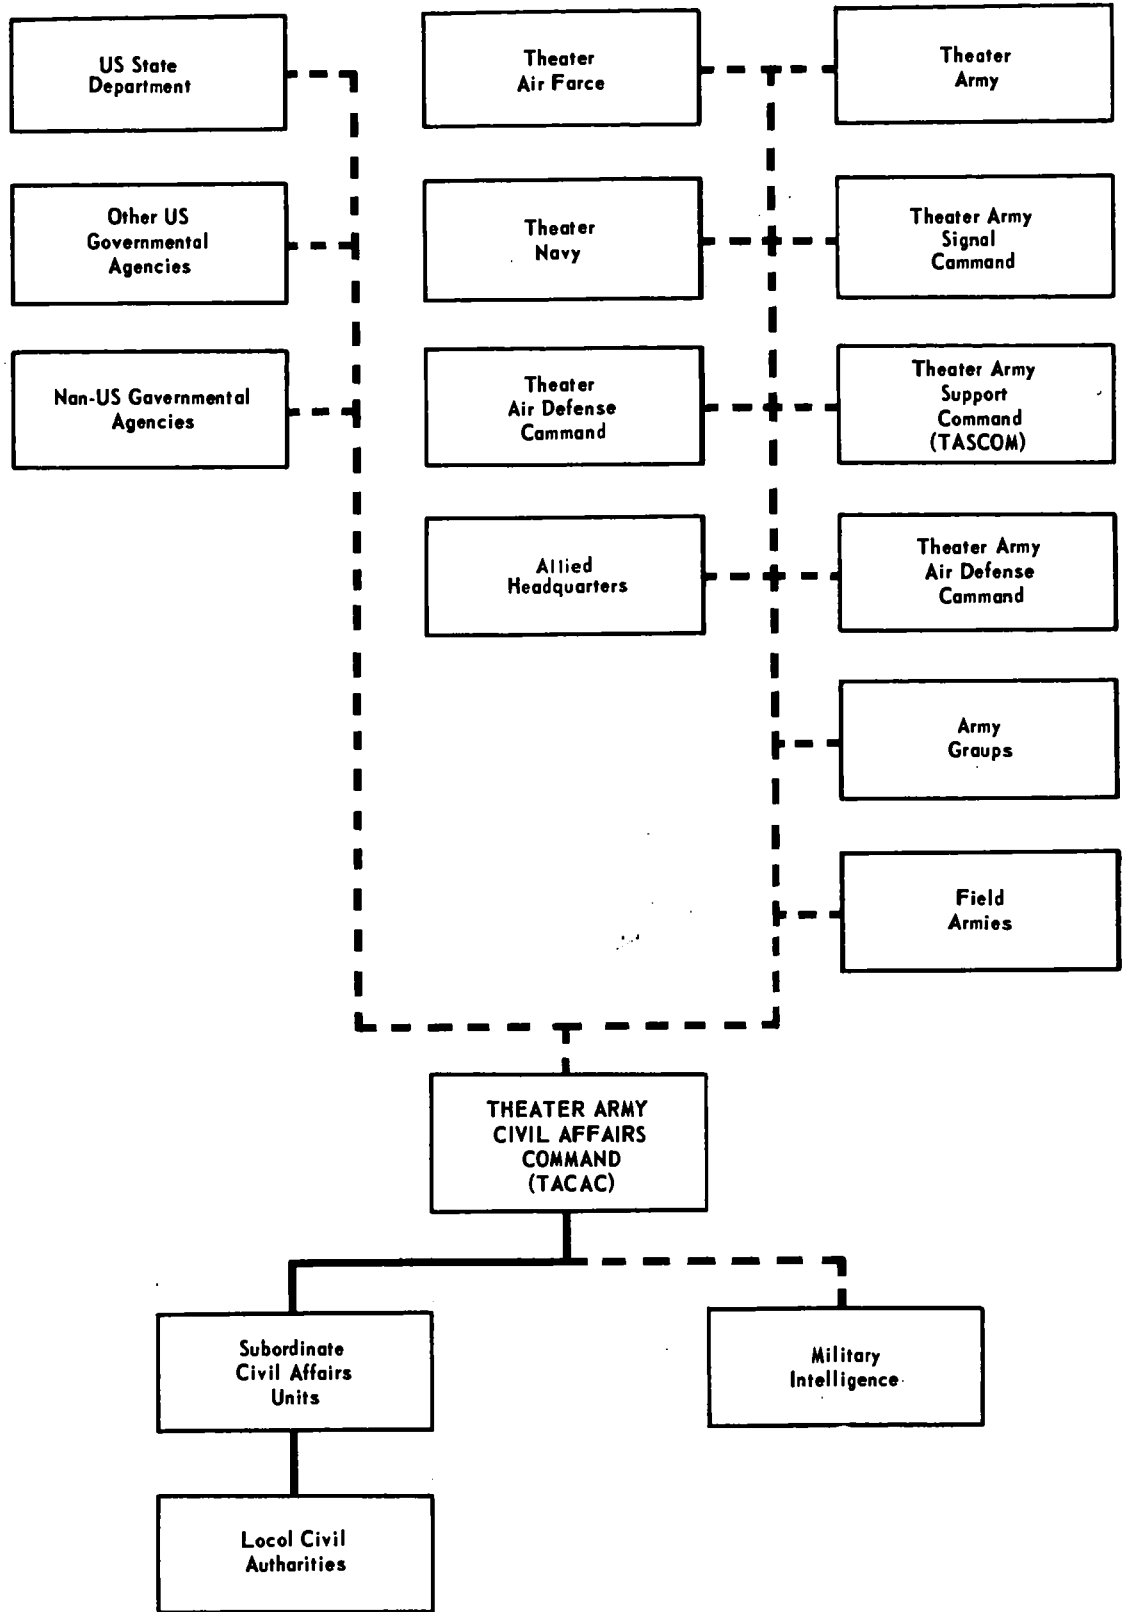 US State
Department
Theater
Air Farce
Theater
Army
Other US
Governmental
Agencies
Theater
Navy
Theater Army
Signal
Cammand
Nan-US Gavernmental
Agencies
Theater
Air Defense
Cammand
Theater Army
Support
Command
(TASCOM)
Allied
Headquarters
Theater Army
Air Defense
Cammand
Army
Graups
Field
Armies
THEATER ARMY
CIVIL AFFAIRS
COMMAND
(TACAC)
Subordinate
Civil Affairs
Units
Military
Intelligence
Locol Civil
Autharities